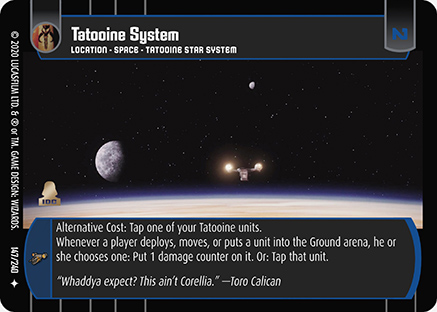 Tatooine System
LOCATION - SPACE - TATOOINE STAR SYSTEM
2
© 2020 LUCASFILM LTD. & ® OR TM. GAME DESIGN: WIZARDS.
IDC
Alternative Cost: Tap one of your Tatooine units.
Whenever a player deploys, moves, or puts a unit into the Ground arena, he or
she chooses one: Put 1 damage counter on it. Or: Tap that unit.
“Whaddya expect? This ain’t Corellia.” —Toro Calican
147/240